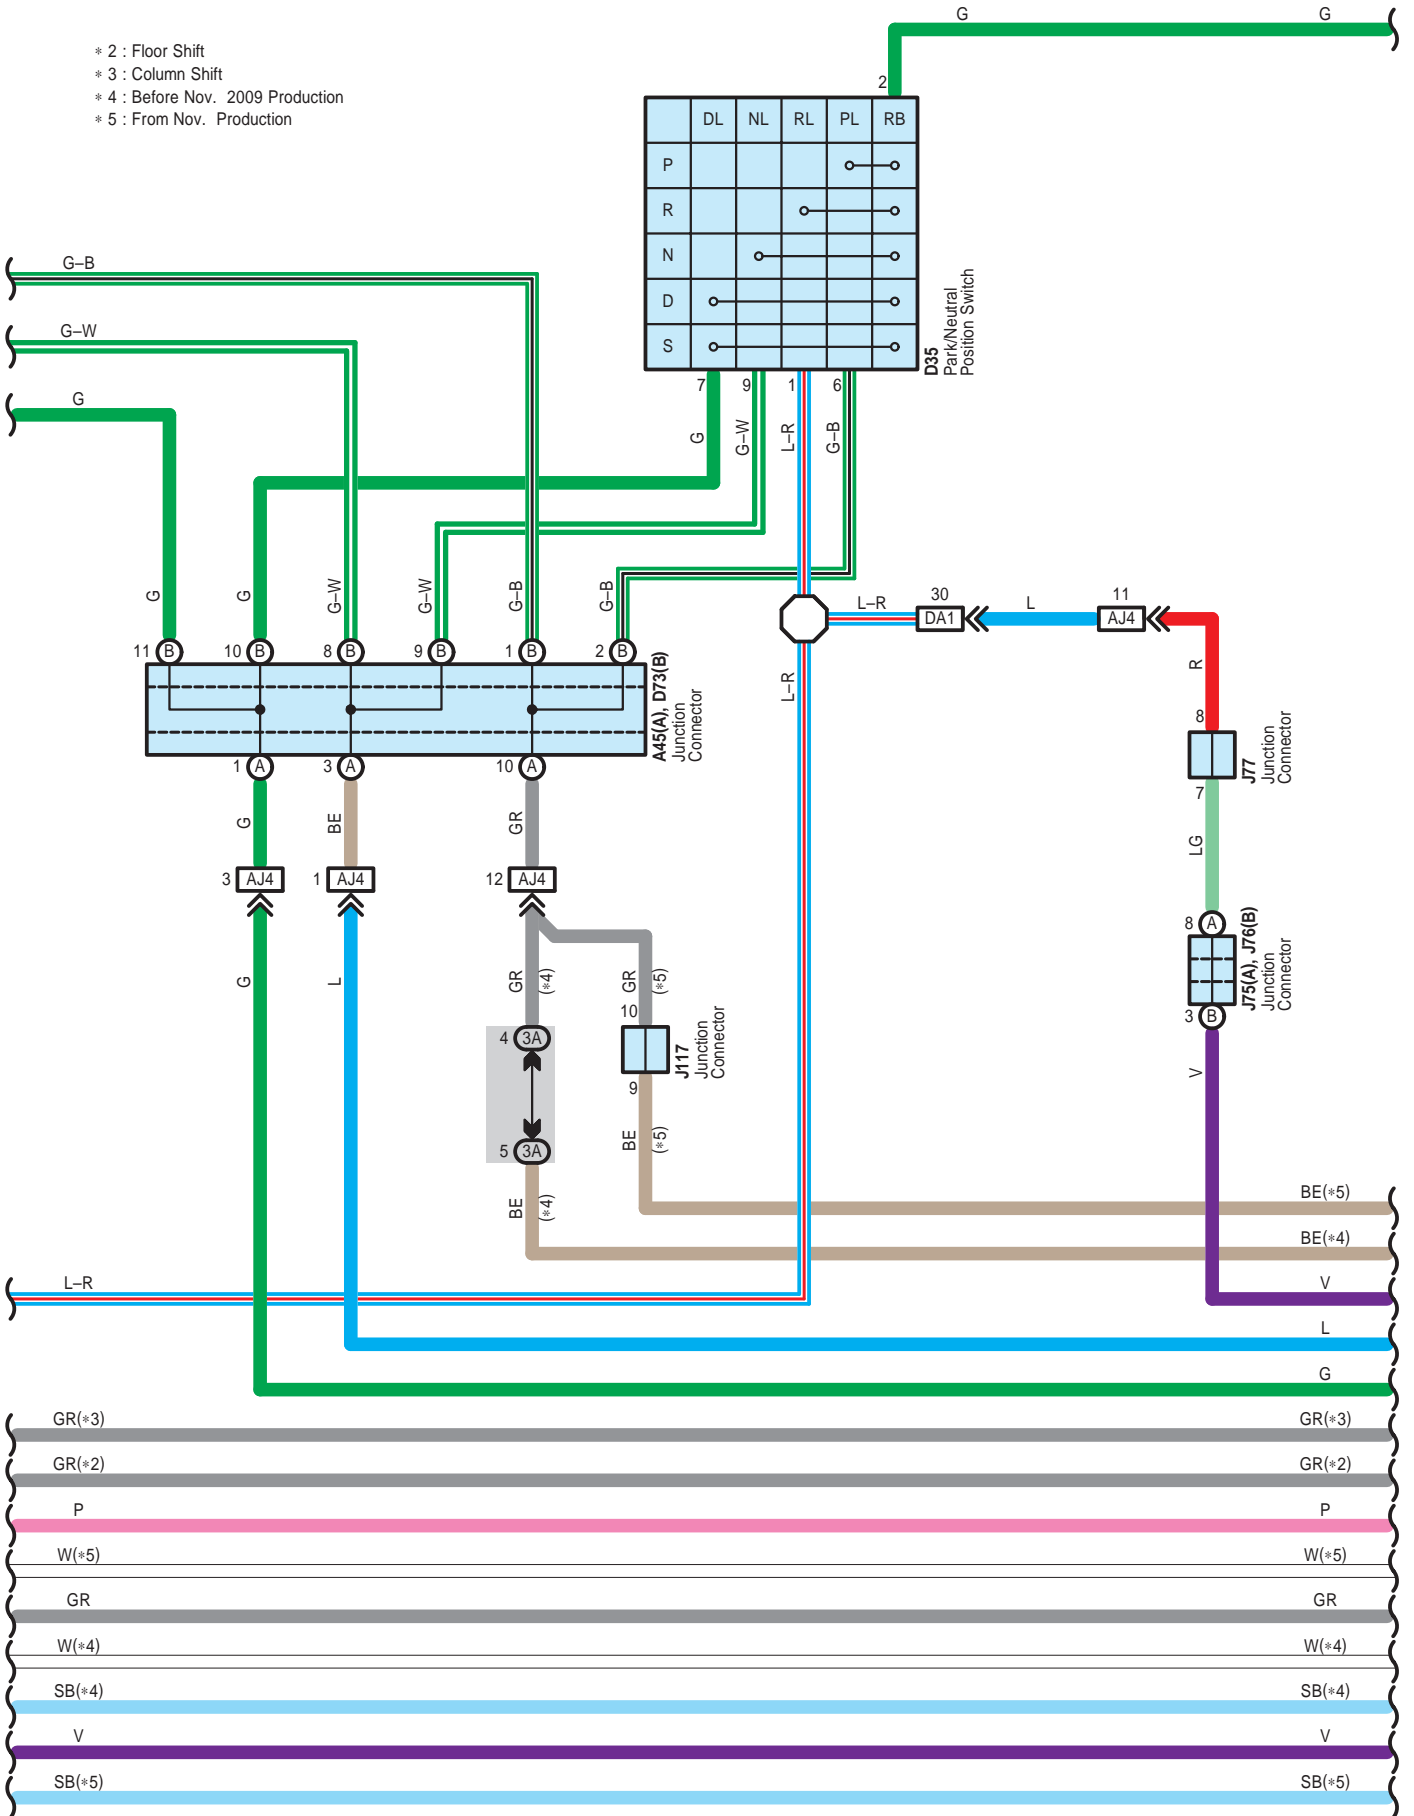 G G
* 2 : Floor Shift
* 3 : Column Shift
* 4 : Before Nov. 2009 Production
* 5 : From Nov. Production
2
DL NL RL PL RB
P
R
N
D
S
D35
Park/Neutral
Position Switch
G–B
G–W
G
7 9 1 6
G G–W L–R G–B
G G G–W G–W G–B G–B
L–R 30 DA1 L 11 AJ4
11 B 10 B 8 B 9 B 1 B 2 B
A45(A), D73(B)
Junction
Connector
L–R
R
8
J77
Junction
Connector
7
1 A 3 A 10 A
G BE GR
LG
3 AJ4 1 AJ4 12 AJ4
8 A
J75(A), J76(B)
Junction
Connector
3 B
G L GR (*4) GR (*5)
4 3A
10
J117
Junction
Connector
9
V
5 3A
BE (*5)
BE (*4)
BE(*5)
BE(*4)
L–R V
L
G
GR(*3) GR(*3)
GR(*2) GR(*2)
P P
W(*5) W(*5)
GR GR
W(*4) W(*4)
SB(*4) SB(*4)
V V
SB(*5) SB(*5)